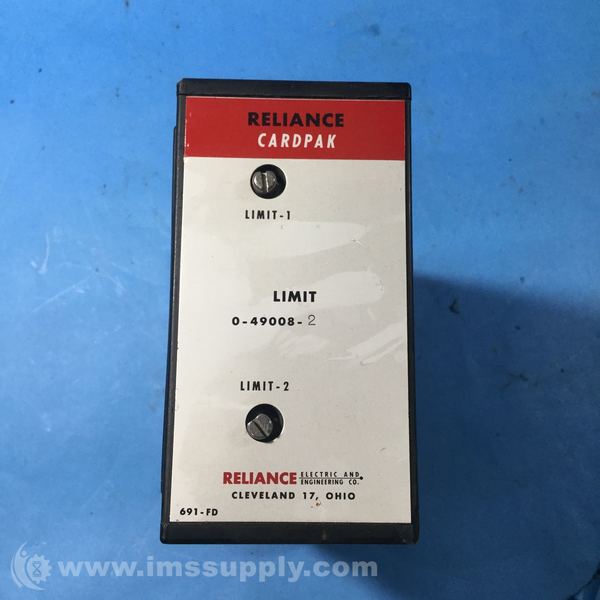 RELIANCE
CARDPAK
LIMIT-1
LIMIT
0-49008-2
LIMIT-2
RELIANCE ELECTRIC AND
ENGINEERING CO.
CLEVELAND 17, OHIO
691-FD
© www.imssupply.com/